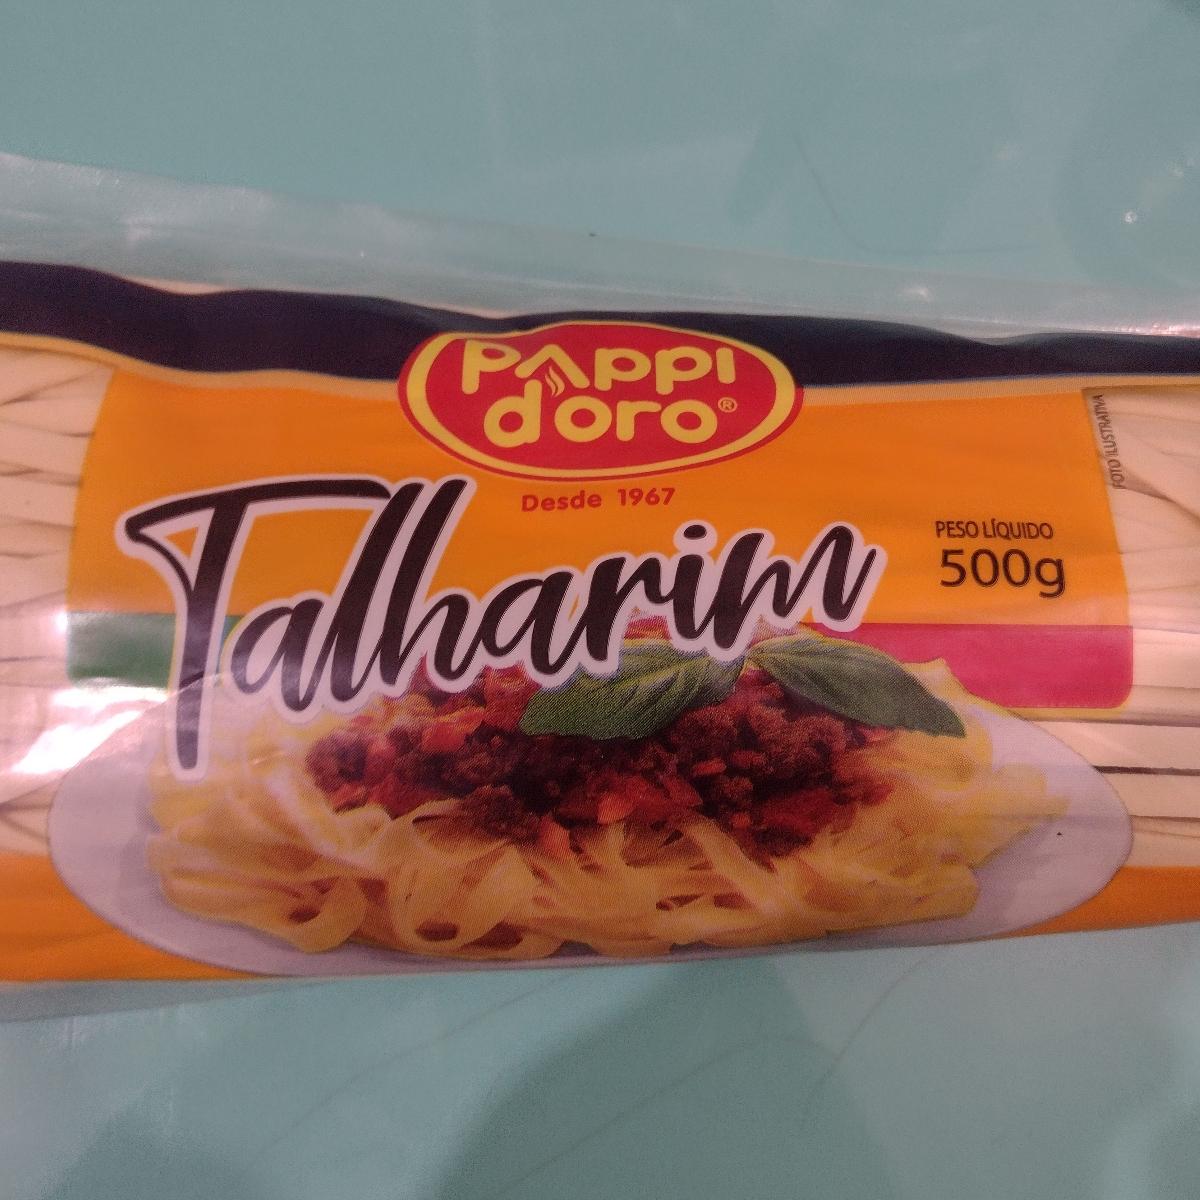 PAPPI
d'oro®
Desde 1967
Talharim
PESO LÍQUIDO
500g
FOTO ILUSTRATIVA